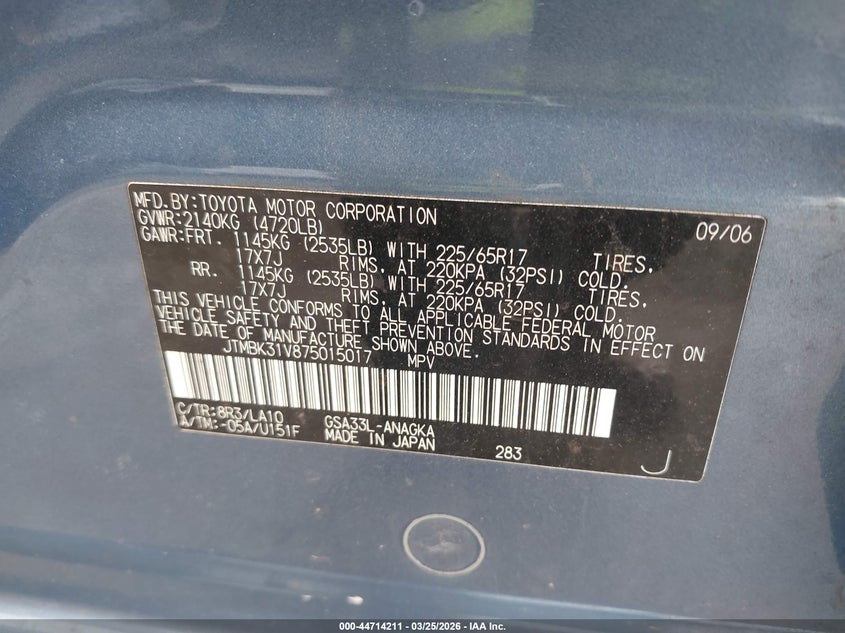 MFD.BY:TOYOTA MOTOR CORPORATION 09/06
GVWR:2140KG (4720LB)
GAWR:FRT. 1145KG (2535LB) WITH 225/65R17 TIRES,
17X7J RIMS, AT 220KPA (32PSI) COLD.
RR. 1145KG (2535LB) WITH 225/65R17 TIRES,
17X7J RIMS, AT 220KPA (32PSI) COLD.
THIS VEHICLE CONFORMS TO ALL APPLICABLE FEDERAL MOTOR
VEHICLE SAFETY AND THEFT PREVENTION STANDARDS IN EFFECT ON
THE DATE OF MANUFACTURE SHOWN ABOVE.
JTMBK31V875015017 MPV
C/TR:8R3/LA10 GSA33L-ANAGKA
A/TM:-05A/U151F MADE IN JAPAN 283 J
000-44714211 - 03/25/2026 - IAA Inc.